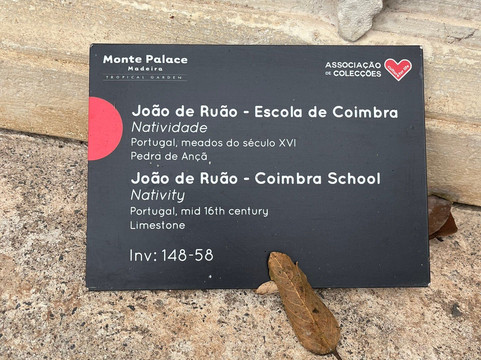 Monte Palace
Madeira
TROPICAL GARDEN
ASSOCIAÇÃO
DE COLECÇÕES
João de Ruão - Escola de Coimbra
Natividade
Portugal, meados do século XVI
Pedra de Ançã
João de Ruão - Coimbra School
Nativity
Portugal, mid 16th century
Limestone
Inv: 148-58